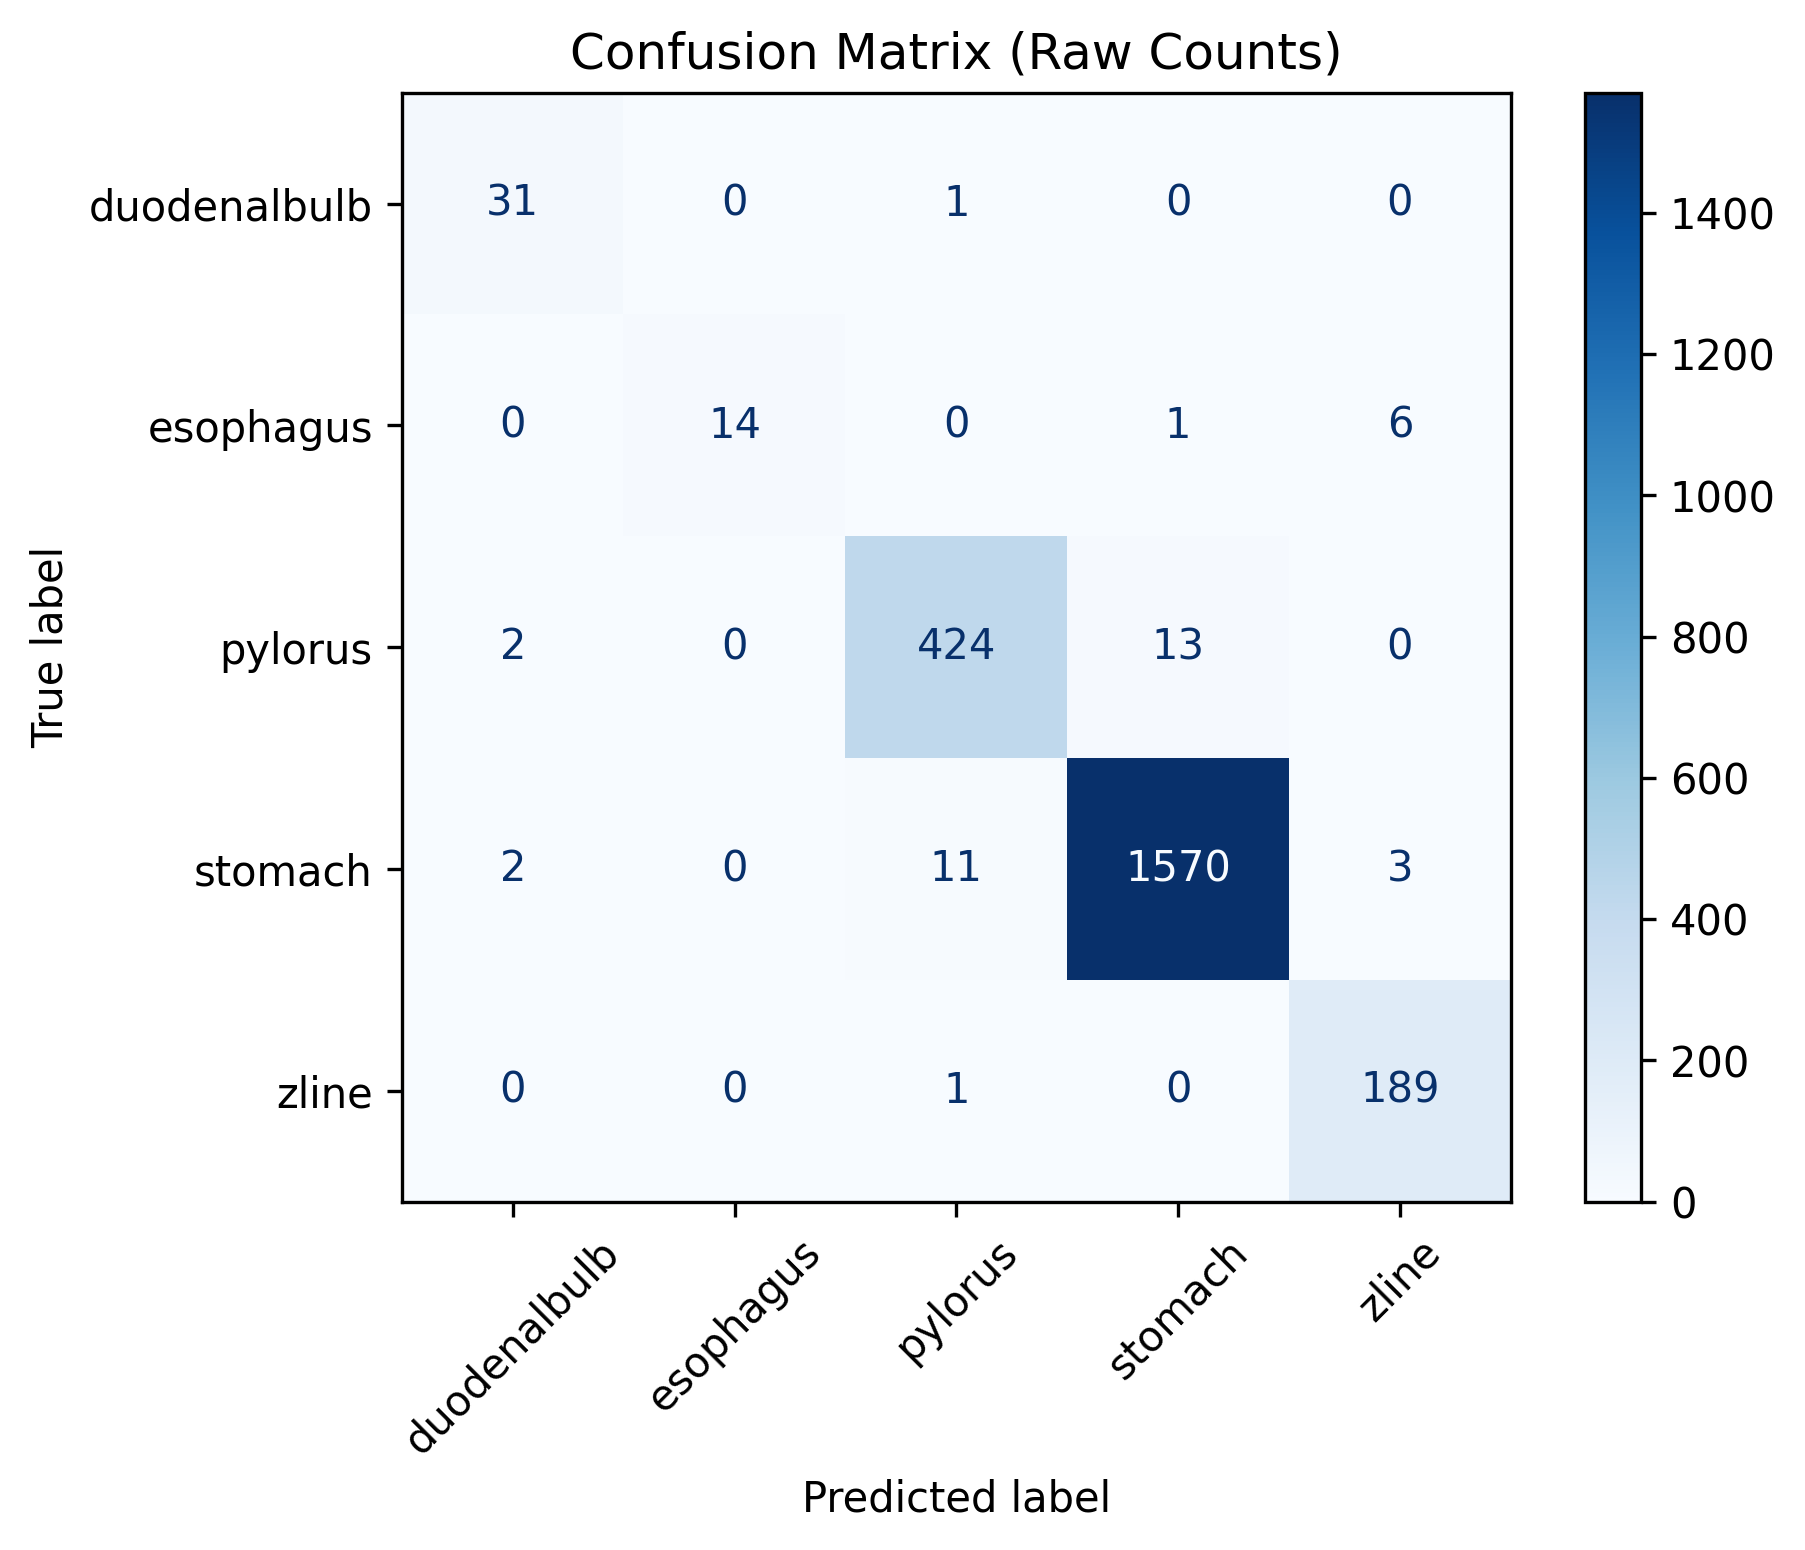 Confusion Matrix (Raw Counts)
True label
duodenalbulb 31 0 1 0 0
esophagus 0 14 0 1 6
pylorus 2 0 424 13 0
stomach 2 0 11 1570 3
zline 0 0 1 0 189
duodenalbulb esophagus pylorus stomach zline
Predicted label
1400
1200
1000
800
600
400
200
0